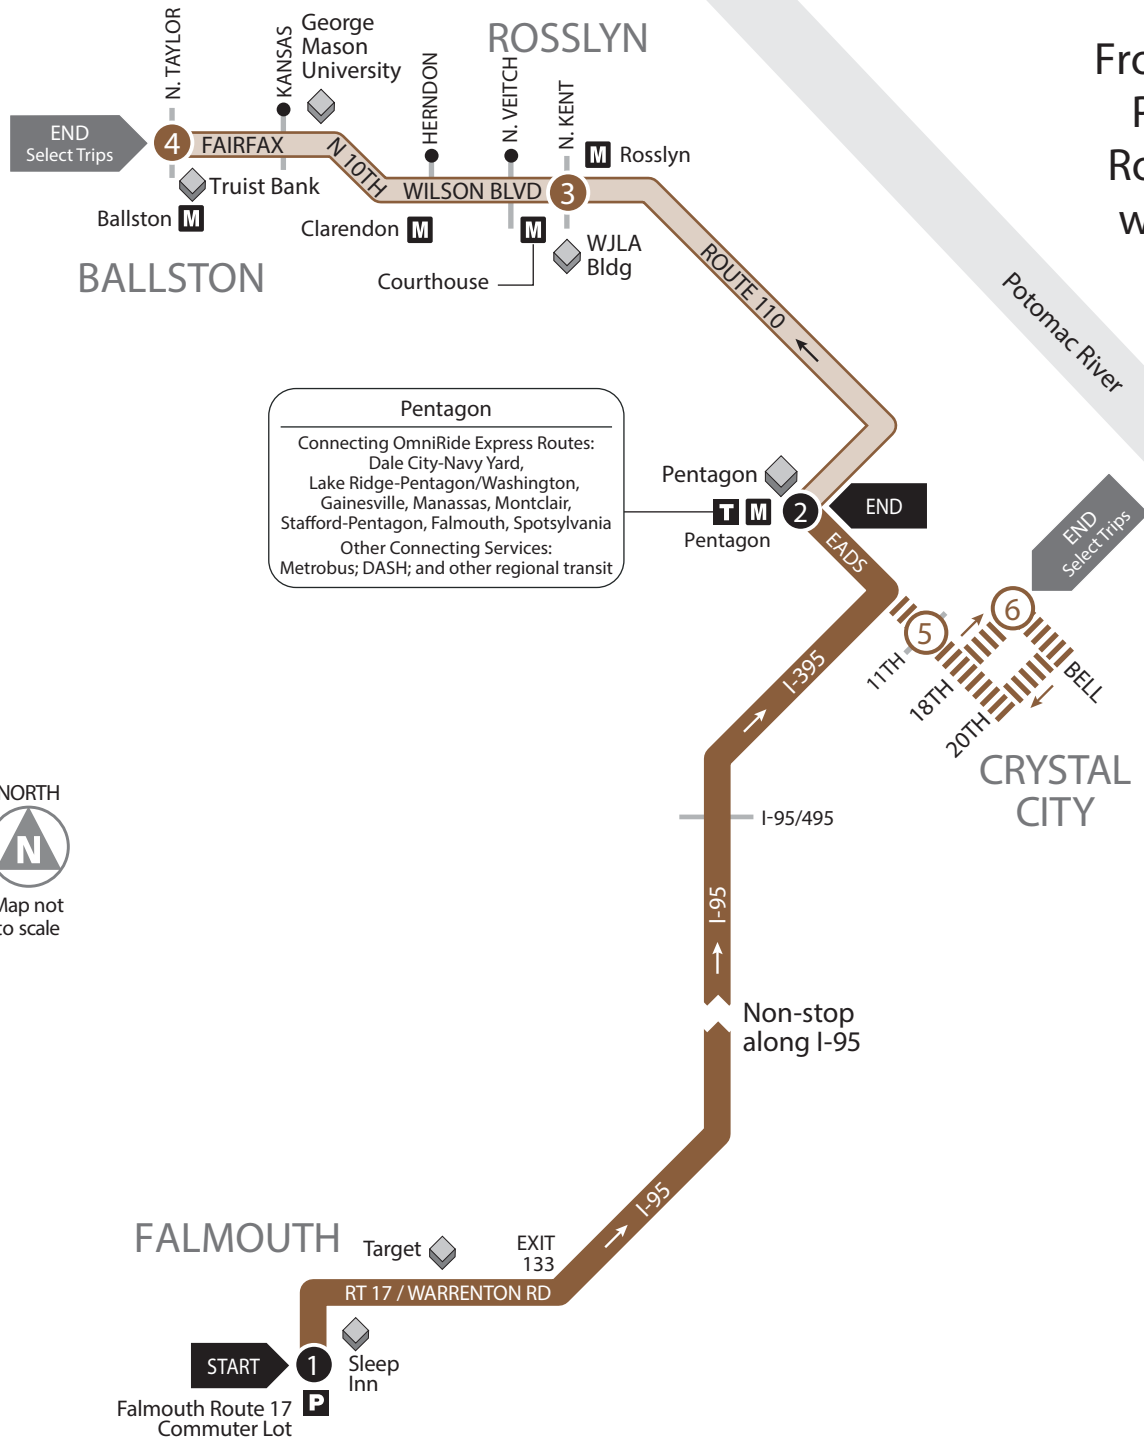 ROSSLYN
N. TAYLOR
KANSAS
George
Mason
University
HERNDON
N. VEITCH
N. KENT
END
Select Trips
4
FAIRFAX
N 10TH
WILSON BLVD
3
M Rosslyn
Truist Bank
Ballston M
Clarendon M
M
Courthouse
WJLA
Bldg
BALLSTON
ROUTE 110
Potomac River
Pentagon
Connecting OmniRide Express Routes:
Dale City-Navy Yard,
Lake Ridge-Pentagon/Washington,
Gainesville, Manassas, Montclair,
Stafford-Pentagon, Falmouth, Spotsylvania
Other Connecting Services:
Metrobus; DASH; and other regional transit
Pentagon
T M
Pentagon
2
END
EADS
END
Select Trips
5
6
11TH
18TH
20TH
BELL
CRYSTAL
CITY
I-395
I-95/495
I-95
NORTH
N
Map not
to scale
Non-stop
along I-95
I-95
FALMOUTH
Target
EXIT
133
RT 17 / WARRENTON RD
START
1
Sleep
Inn
P
Falmouth Route 17
Commuter Lot